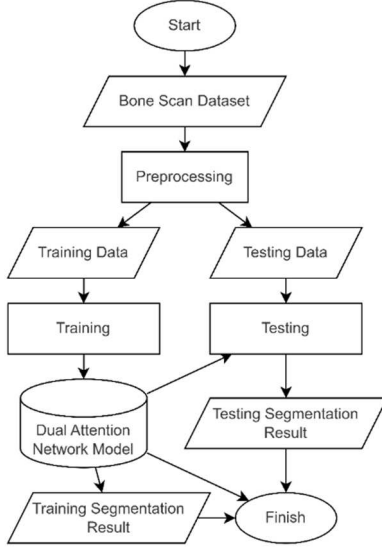 Start
Bone Scan Dataset
Preprocessing
Training Data
Testing Data
Training
Testing
Dual Attention
Network Model
Testing Segmentation
Result
Training Segmentation
Result
Finish